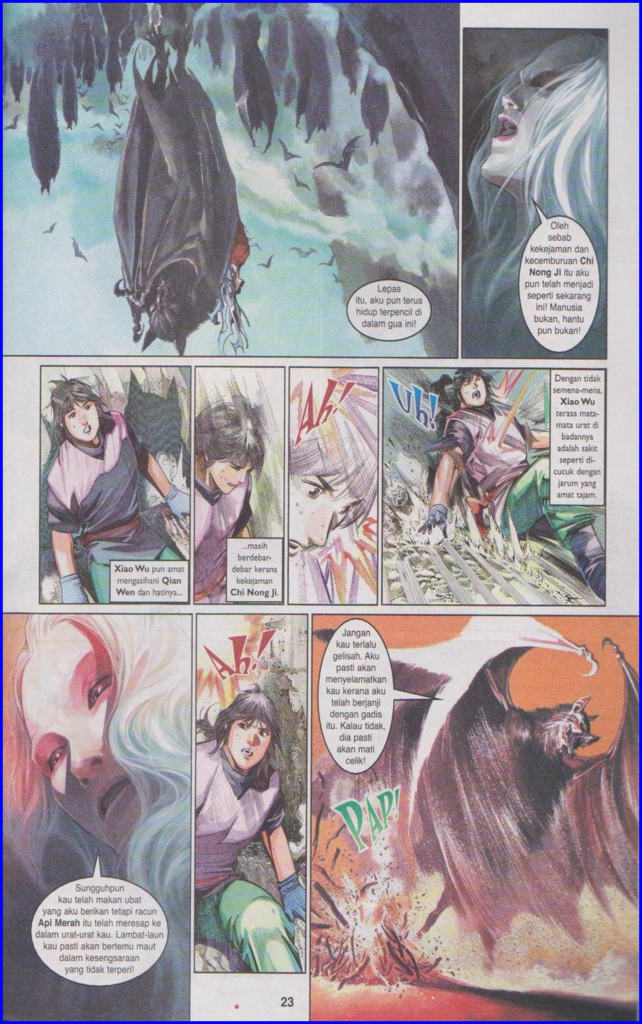 Lepas
itu, aku pun terus
hidup terpencil di
dalam gua ini!
Oleh
sebab
kekejaman dan
kecemburuan Chi
Nong Ji itu aku
pun telah menjadi
seperti sekarang
ini! Manusia
bukan, hantu
pun bukan!
Xiao Wu pun amat
mengasihani Qian
Wen dan hatinya...
...masih
berdebar-
debar kerana
kekejaman
Chi Nong Ji.
Ah!
Uh!
Dengan tidak
semena-mena,
Xiao Wu
terasa mata-
mata urat di
badannya
adalah sakit
seperti di-
cucuk dengan
jarum yang
amat tajam.
Sungguhpun
kau telah makan ubat
yang aku berikan tetapi racun
Api Merah itu telah meresap ke
dalam urat-urat kau. Lambat-laun
kau pasti akan bertemu maut
dalam kesengsaraan
yang tidak terperi!
Ah!
Jangan
kau terlalu
gelisah. Aku
pasti akan
menyelamatkan
kau kerana aku
telah berjanji
dengan gadis
itu. Kalau tidak,
dia pasti
akan mati
celik!
PAP!
23